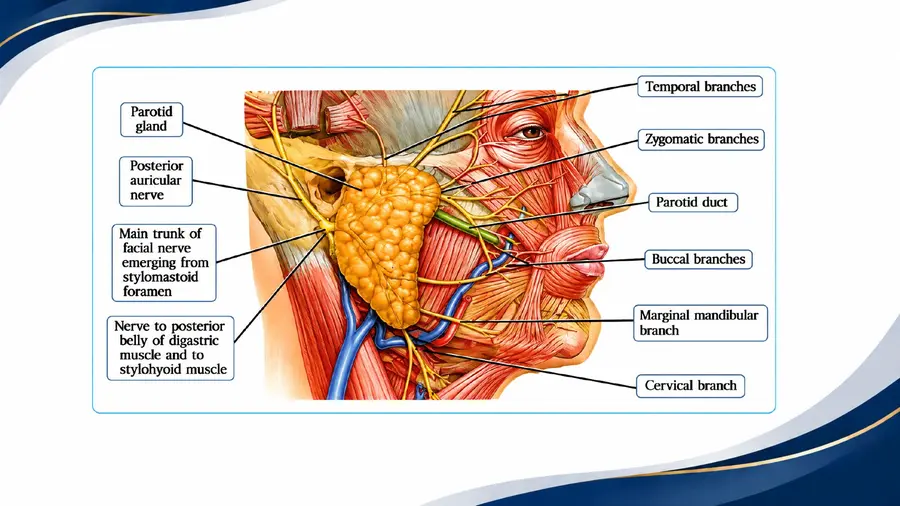 Parotid
gland
Posterior
auricular
nerve
Main trunk of
facial nerve
emerging from
stylomastoid
foramen
Nerve to posterior
belly of digastric
muscle and to
stylohyoid muscle
Temporal branches
Zygomatic branches
Parotid duct
Buccal branches
Marginal mandibular
branch
Cervical branch